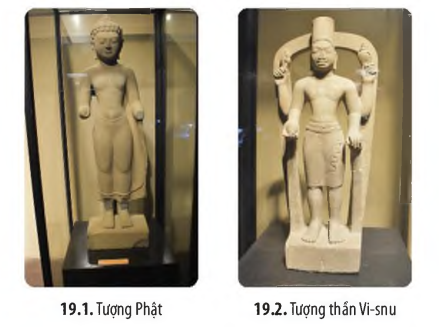 19.1. Tượng Phật
19.2. Tượng thần Vi-snu